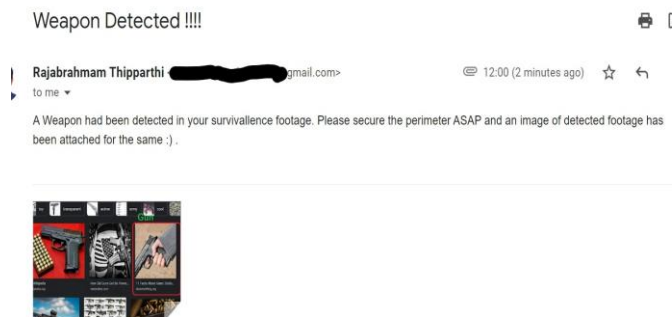 Weapon Detected !!!!
Rajabrahmam Thipparthi
gmail.com>
12:00 (2 minutes ago)
to me
A Weapon had been detected in your survivallence footage. Please secure the perimeter ASAP and an image of detected footage has
been attached for the same :) .
transparent
Gun